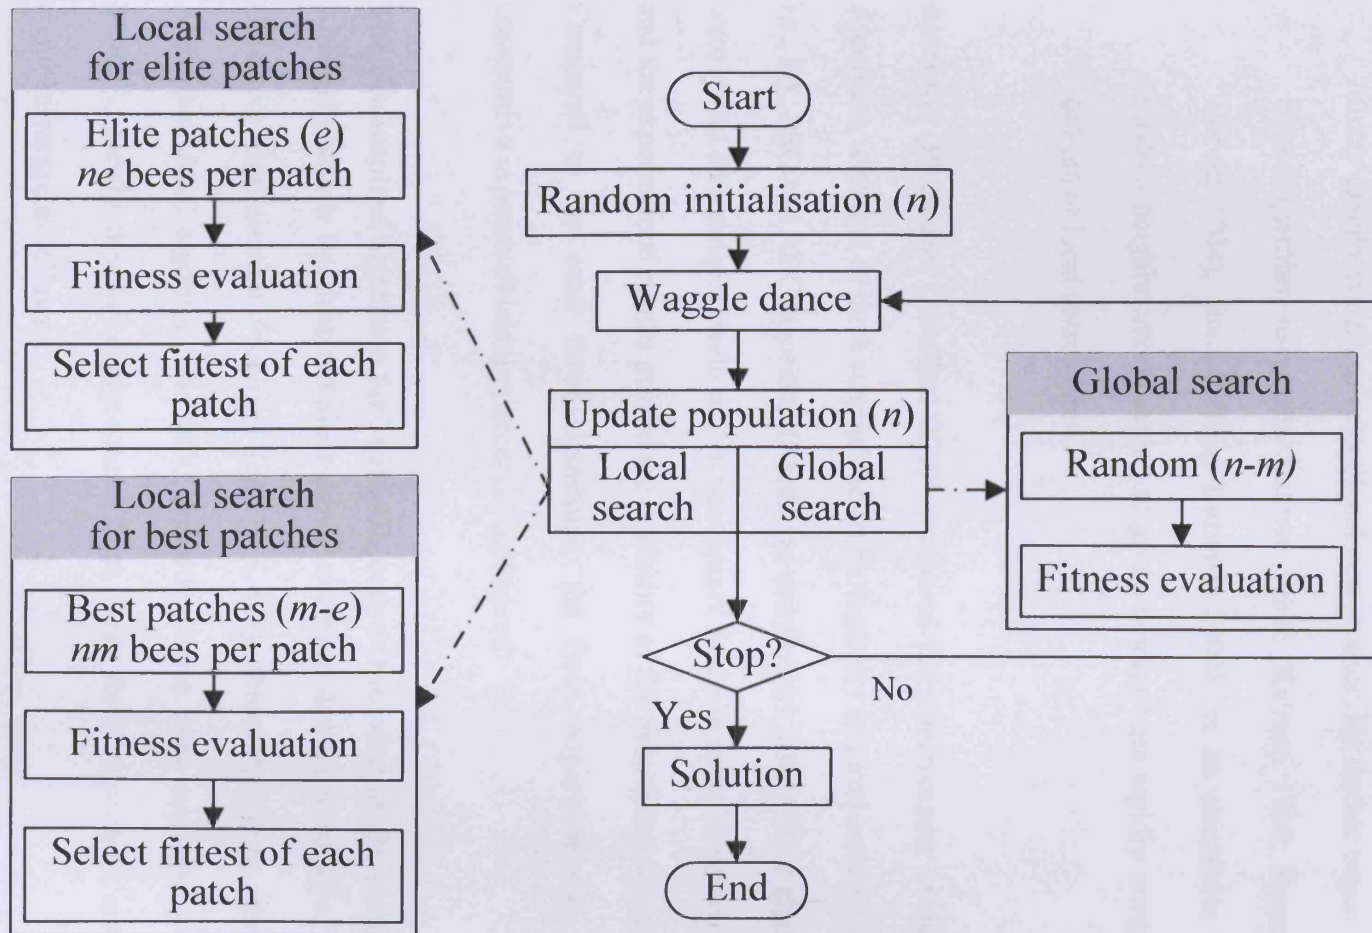 Local search
for elite patches
Elite patches (e)
ne bees per patch
Fitness evaluation
Select fittest of each
patch
Local search
for best patches
Best patches (m-e)
nm bees per patch
Fitness evaluation
Select fittest of each
patch
Start
Random initialisation (n)
Waggle dance
Update population (n)
Local
search
Global
search
Stop?
No
Yes
Solution
End
Global search
Random (n-m)
Fitness evaluation